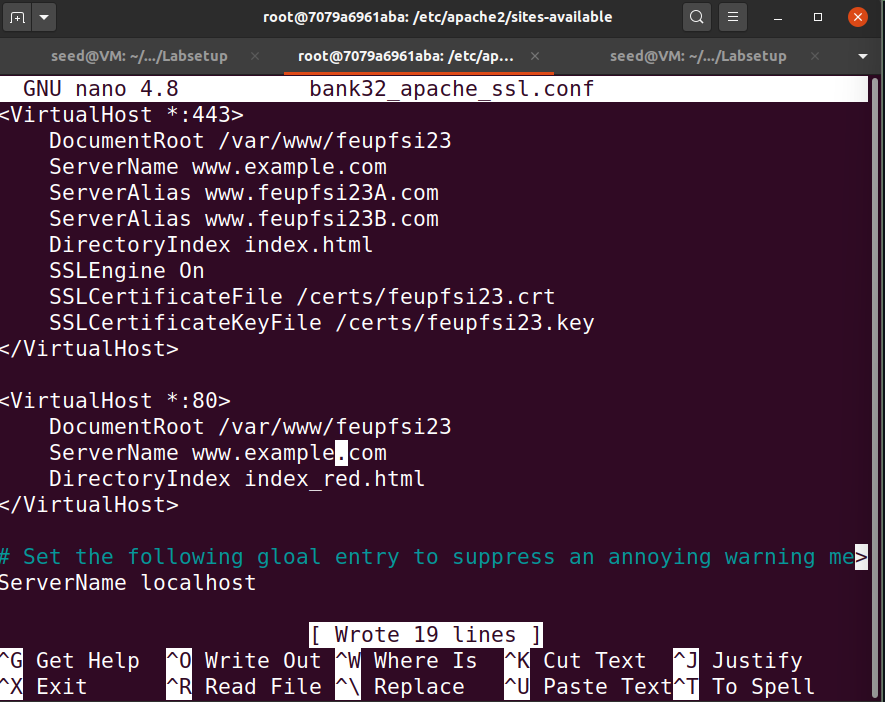 root@7079a6961aba: /etc/apache2/sites-available
seed@VM: ~/.../Labsetup × root@7079a6961aba: /etc/ap... × seed@VM: ~/.../Labsetup ×
GNU nano 4.8 bank32_apache_ssl.conf
<VirtualHost *:443>
DocumentRoot /var/www/feupfsi23
ServerName www.example.com
ServerAlias www.feupfsi23A.com
ServerAlias www.feupfsi23B.com
DirectoryIndex index.html
SSLEngine On
SSLCertificateFile /certs/feupfsi23.crt
SSLCertificateKeyFile /certs/feupfsi23.key
</VirtualHost>
<VirtualHost *:80>
DocumentRoot /var/www/feupfsi23
ServerName www.example.com
DirectoryIndex index_red.html
</VirtualHost>
# Set the following gloal entry to suppress an annoying warning me>
ServerName localhost
[ Wrote 19 lines ]
^G Get Help ^O Write Out ^W Where Is ^K Cut Text ^J Justify
^X Exit ^R Read File ^\ Replace ^U Paste Text ^T To Spell